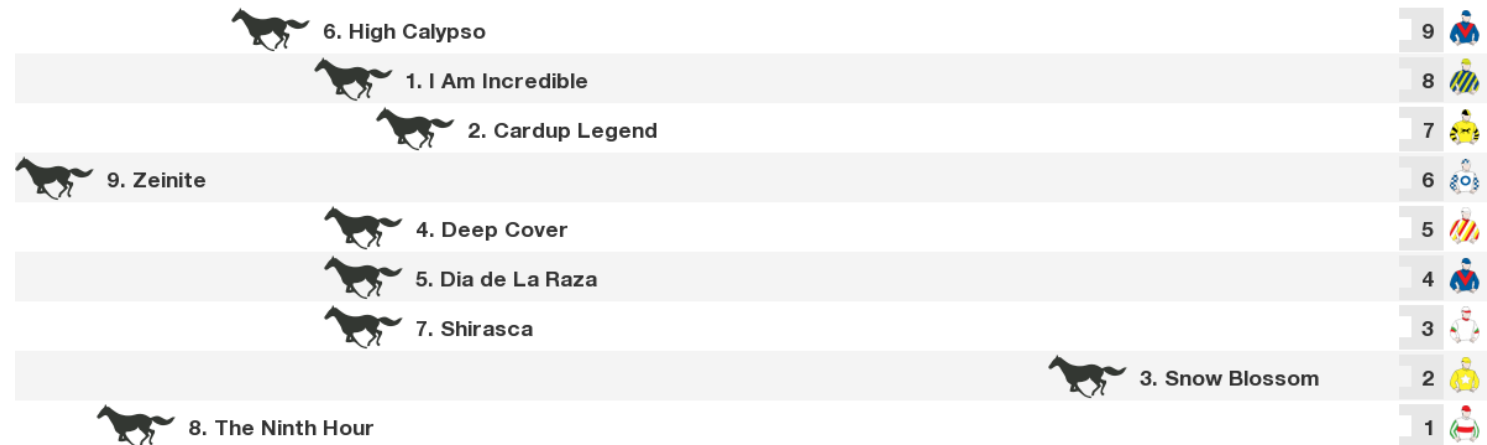 6. High Calypso 9
1. I Am Incredible 8
2. Cardup Legend 7
9. Zeinite 6
4. Deep Cover 5
5. Dia de La Raza 4
7. Shirasca 3
3. Snow Blossom 2
8. The Ninth Hour 1